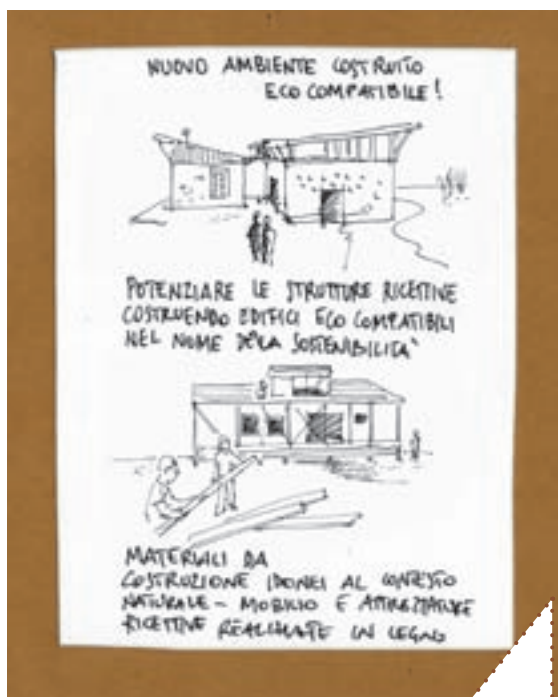 NUOVO AMBIENTE COSTRUITO
ECO COMPATIBILE!
POTENZIARE LE STRUTTURE RICETTIVE
COSTRUENDO EDIFICI ECO COMPATIBILI
NEL NOME DELLA SOSTENIBILITÀ
MATERIALI DA
COSTRUZIONE IDONEI AL CONTESTO
NATURALE - MOBILIO E ATTREZZATURE
RICETTIVE REALIZZATE IN LEGNO